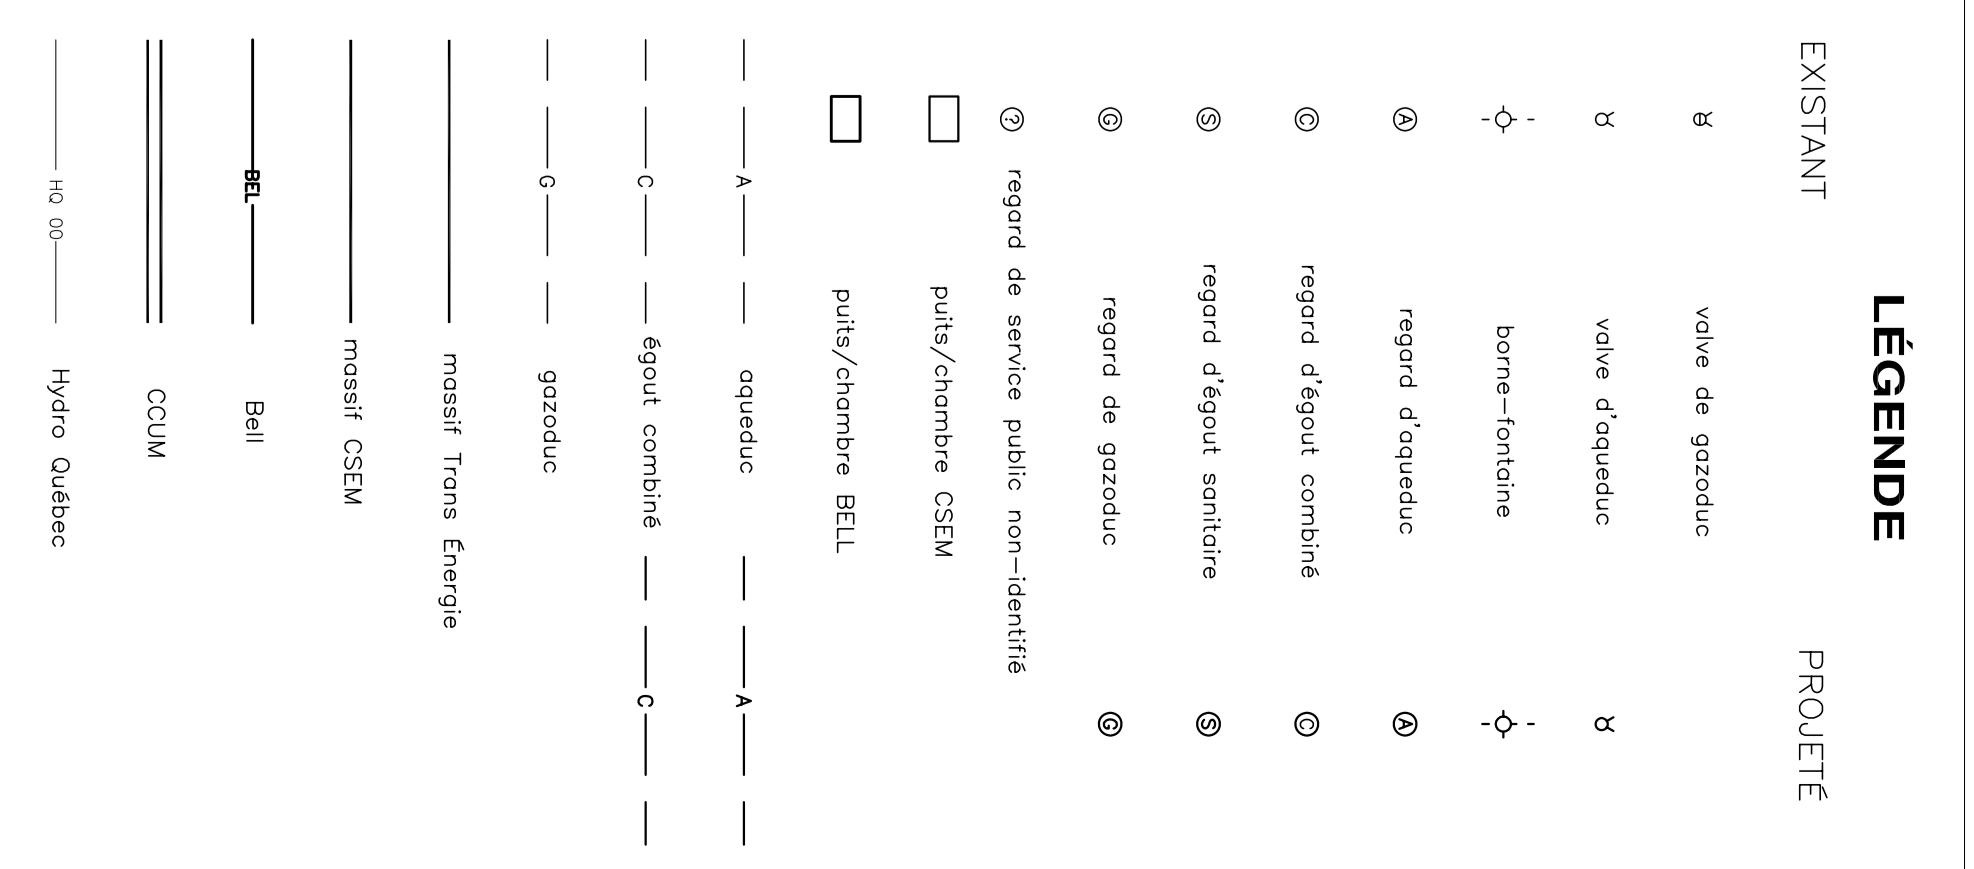 LÉGENDE
EXISTANT PROJETÉ
valve de gazoduc
valve d'aqueduc
borne-fontaine
A regard d'aqueduc A
C regard d'égout combiné C
S regard d'égout sanitaire S
G regard de gazoduc G
? regard de service public non-identifié
puits/chambre CSEM
puits/chambre BELL
A aqueduc A
C égout combiné C
G gazoduc
massif Trans Énergie
massif CSEM
BEL Bell
CCUM
HQ 00 Hydro Québec